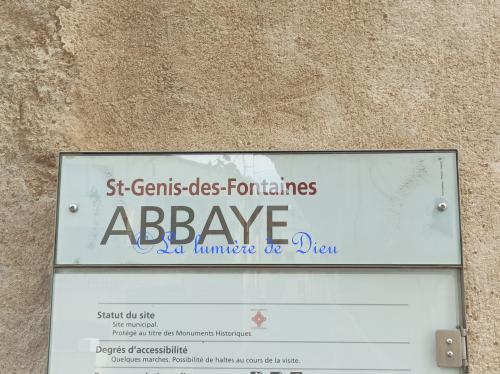 St-Genis-des-Fontaines
ABBAYE
©La lumière de Dieu
Statut du site
Site municipal.
Protégé au titre des Monuments Historiques.
Degrés d'accessibilité
Quelques marches. Possibilité de haltes au cours de la visite.